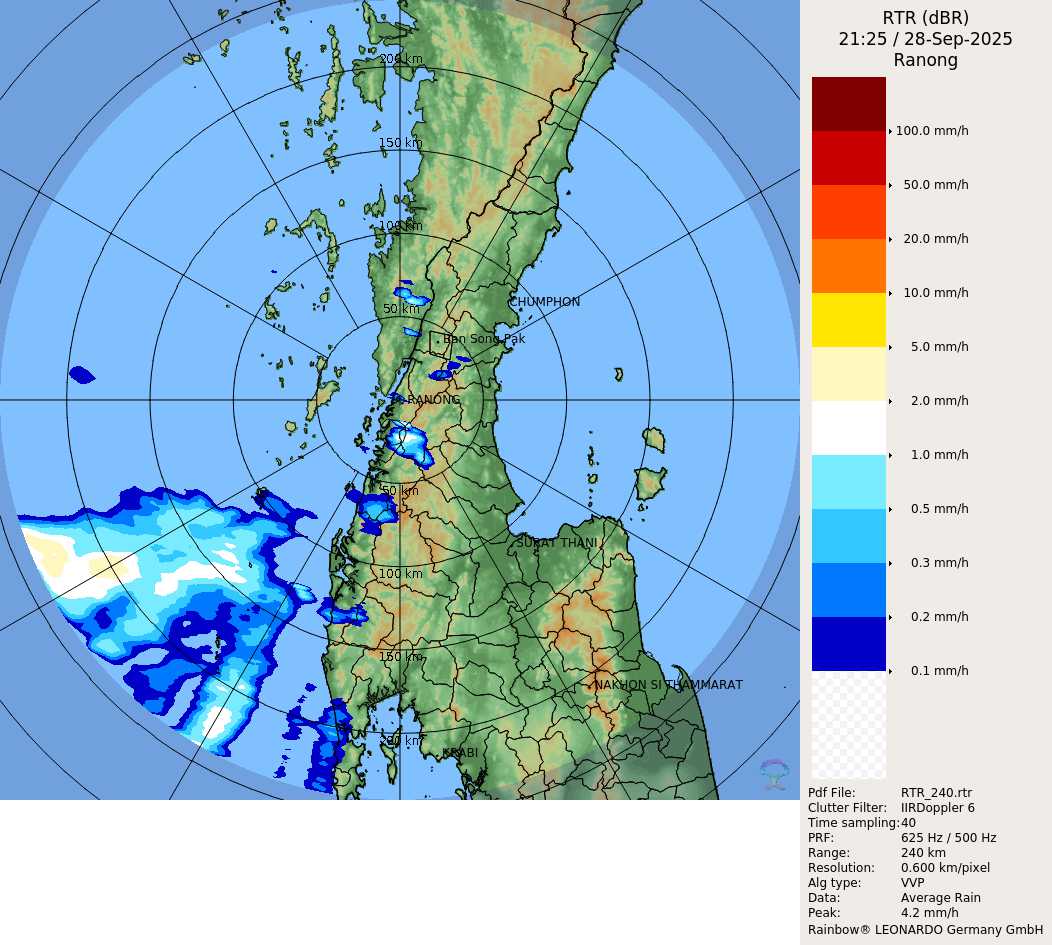 RTR (dBR)
21:25 / 28-Sep-2025
Ranong
200 km
150 km
100 km
50 km
CHUMPHON
Ban Song Pak
RANONG
50 km
SURAT THANI
100 km
150 km
NAKHON SI THAMMARAT
200 km
KRABI
100.0 mm/h
50.0 mm/h
20.0 mm/h
10.0 mm/h
5.0 mm/h
2.0 mm/h
1.0 mm/h
0.5 mm/h
0.3 mm/h
0.2 mm/h
0.1 mm/h
Pdf File: RTR_240.rtr
Clutter Filter: IIRDoppler 6
Time sampling: 40
PRF: 625 Hz / 500 Hz
Range: 240 km
Resolution: 0.600 km/pixel
Alg type: VVP
Data: Average Rain
Peak: 4.2 mm/h
Rainbow® LEONARDO Germany GmbH